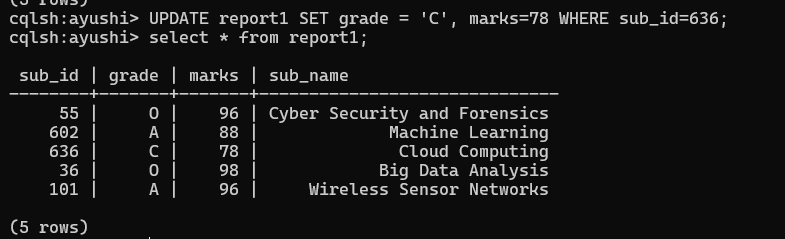 (5 rows)
cqlsh:ayushi> UPDATE report1 SET grade = 'C', marks=78 WHERE sub_id=636;
cqlsh:ayushi> select * from report1;
sub_id | grade | marks | sub_name
--------+-------+-------+-----------------------------
55 | O | 96 | Cyber Security and Forensics
602 | A | 88 | Machine Learning
636 | C | 78 | Cloud Computing
36 | O | 98 | Big Data Analysis
101 | A | 96 | Wireless Sensor Networks
(5 rows)